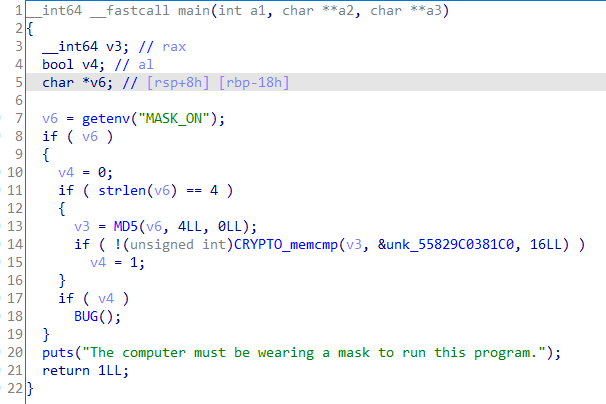 1 __int64 __fastcall main(int a1, char **a2, char **a3)
2 {
3 __int64 v3; // rax
4 bool v4; // al
5 char *v6; // [rsp+8h] [rbp-18h]
6
7 v6 = getenv("MASK_ON");
8 if ( v6 )
9 {
10 v4 = 0;
11 if ( strlen(v6) == 4 )
12 {
13 v3 = MD5(v6, 4LL, 0LL);
14 if ( !(unsigned int)CRYPTO_memcmp(v3, &unk_55829C0381C0, 16LL) )
15 v4 = 1;
16 }
17 if ( v4 )
18 BUG();
19 }
20 puts("The computer must be wearing a mask to run this program.");
21 return 1LL;
22 }